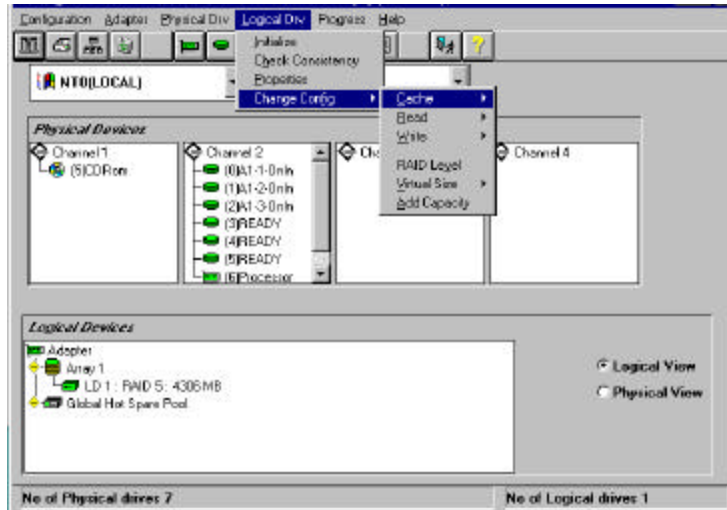 Configuration Adapter Physical Drv Logical Drv Progress Help
Initialize
Check Consistency
Properties
Change Config
Cache
Read
Write
RAID Level
Virtual Size
Add Capacity
NT0(LOCAL)
Physical Devices
Channel 1
(5)CDRom
Channel 2
(0)A1-1-Onln
(1)A1-2-Onln
(2)A1-3-Onln
(3)READY
(4)READY
(5)READY
(6)Processor
Channel 4
Logical Devices
Adapter
Array 1
LD 1 : RAID 5: 4306MB
Global Hot Spare Pool
Logical View
Physical View
No of Physical drives 7
No of Logical drives 1